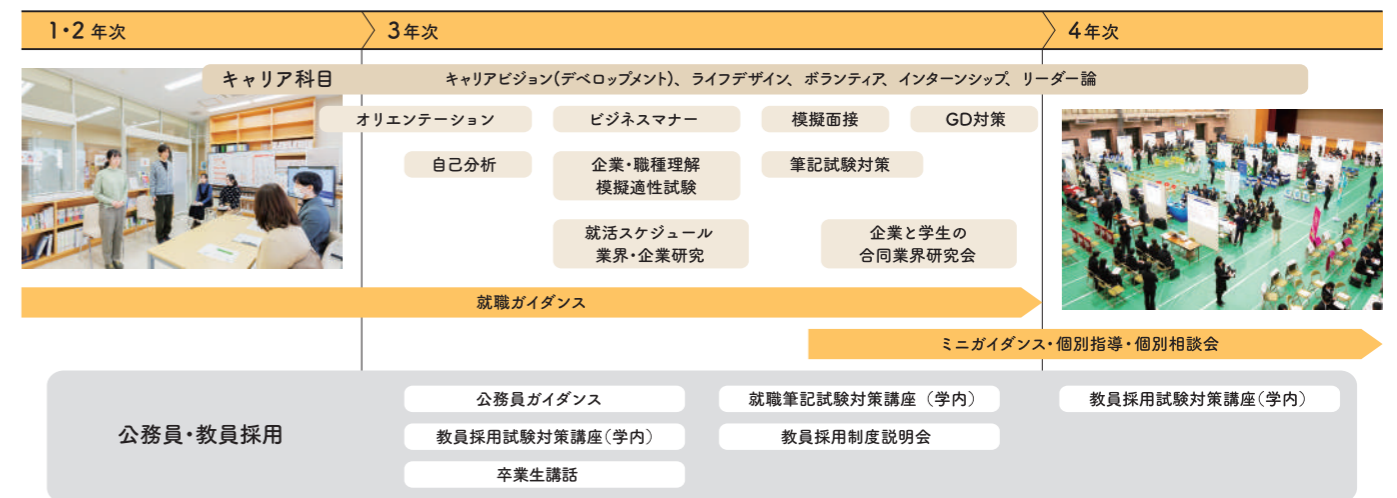 1・2年次
3年次
4年次
キャリア科目
キャリアビジョン(デベロップメント)、ライフデザイン、ボランティア、インターンシップ、リーダー論
オリエンテーション
ビジネスマナー
模擬面接
GD対策
自己分析
企業・職種理解
模擬適性試験
筆記試験対策
就活スケジュール
業界・企業研究
企業と学生の
合同業界研究会
就職ガイダンス
ミニガイダンス・個別指導・個別相談会
公務員・教員採用
公務員ガイダンス
就職筆記試験対策講座（学内）
教員採用試験対策講座(学内)
教員採用試験対策講座(学内)
教員採用制度説明会
卒業生講話